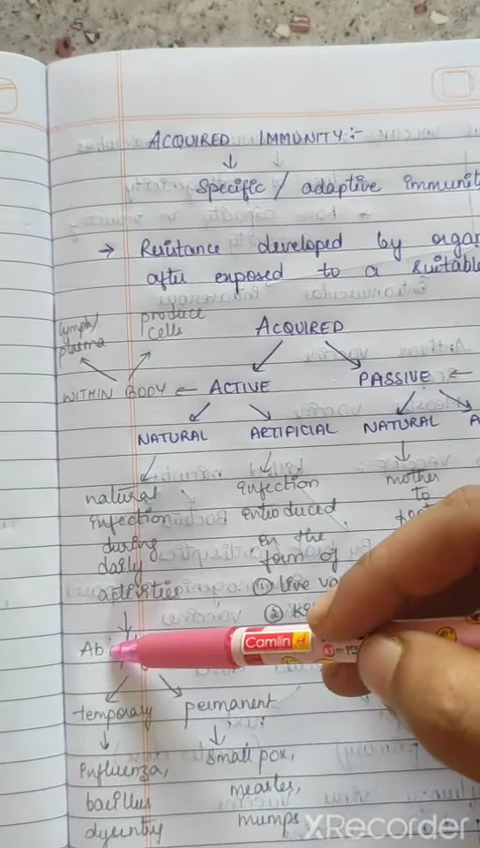 ACQUIRED IMMUNITY:-
Specific / adaptive immunit
→ Resistance developed by organ
after exposed to a suitable
lymph/
plasma
produce
cells
ACQUIRED
WITHIN BODY ← ACTIVE
PASSIVE ←
NATURAL ARTIFICIAL NATURAL A
natural
infection
during
daily
activities
infection
introduced
in the
form of
① live va
②
mother
to
Ab
temporary permanent
Influenza,
bacillus
dysentry
Small pox,
measles,
mumps
Camlin
XRecorder